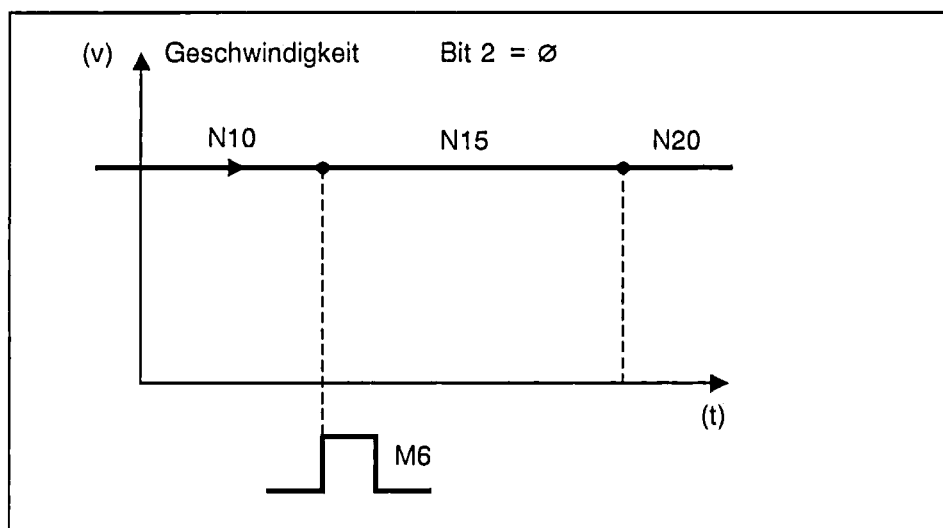 (v) Geschwindigkeit Bit 2 = Ø
N10 N15 N20
(t)
M6